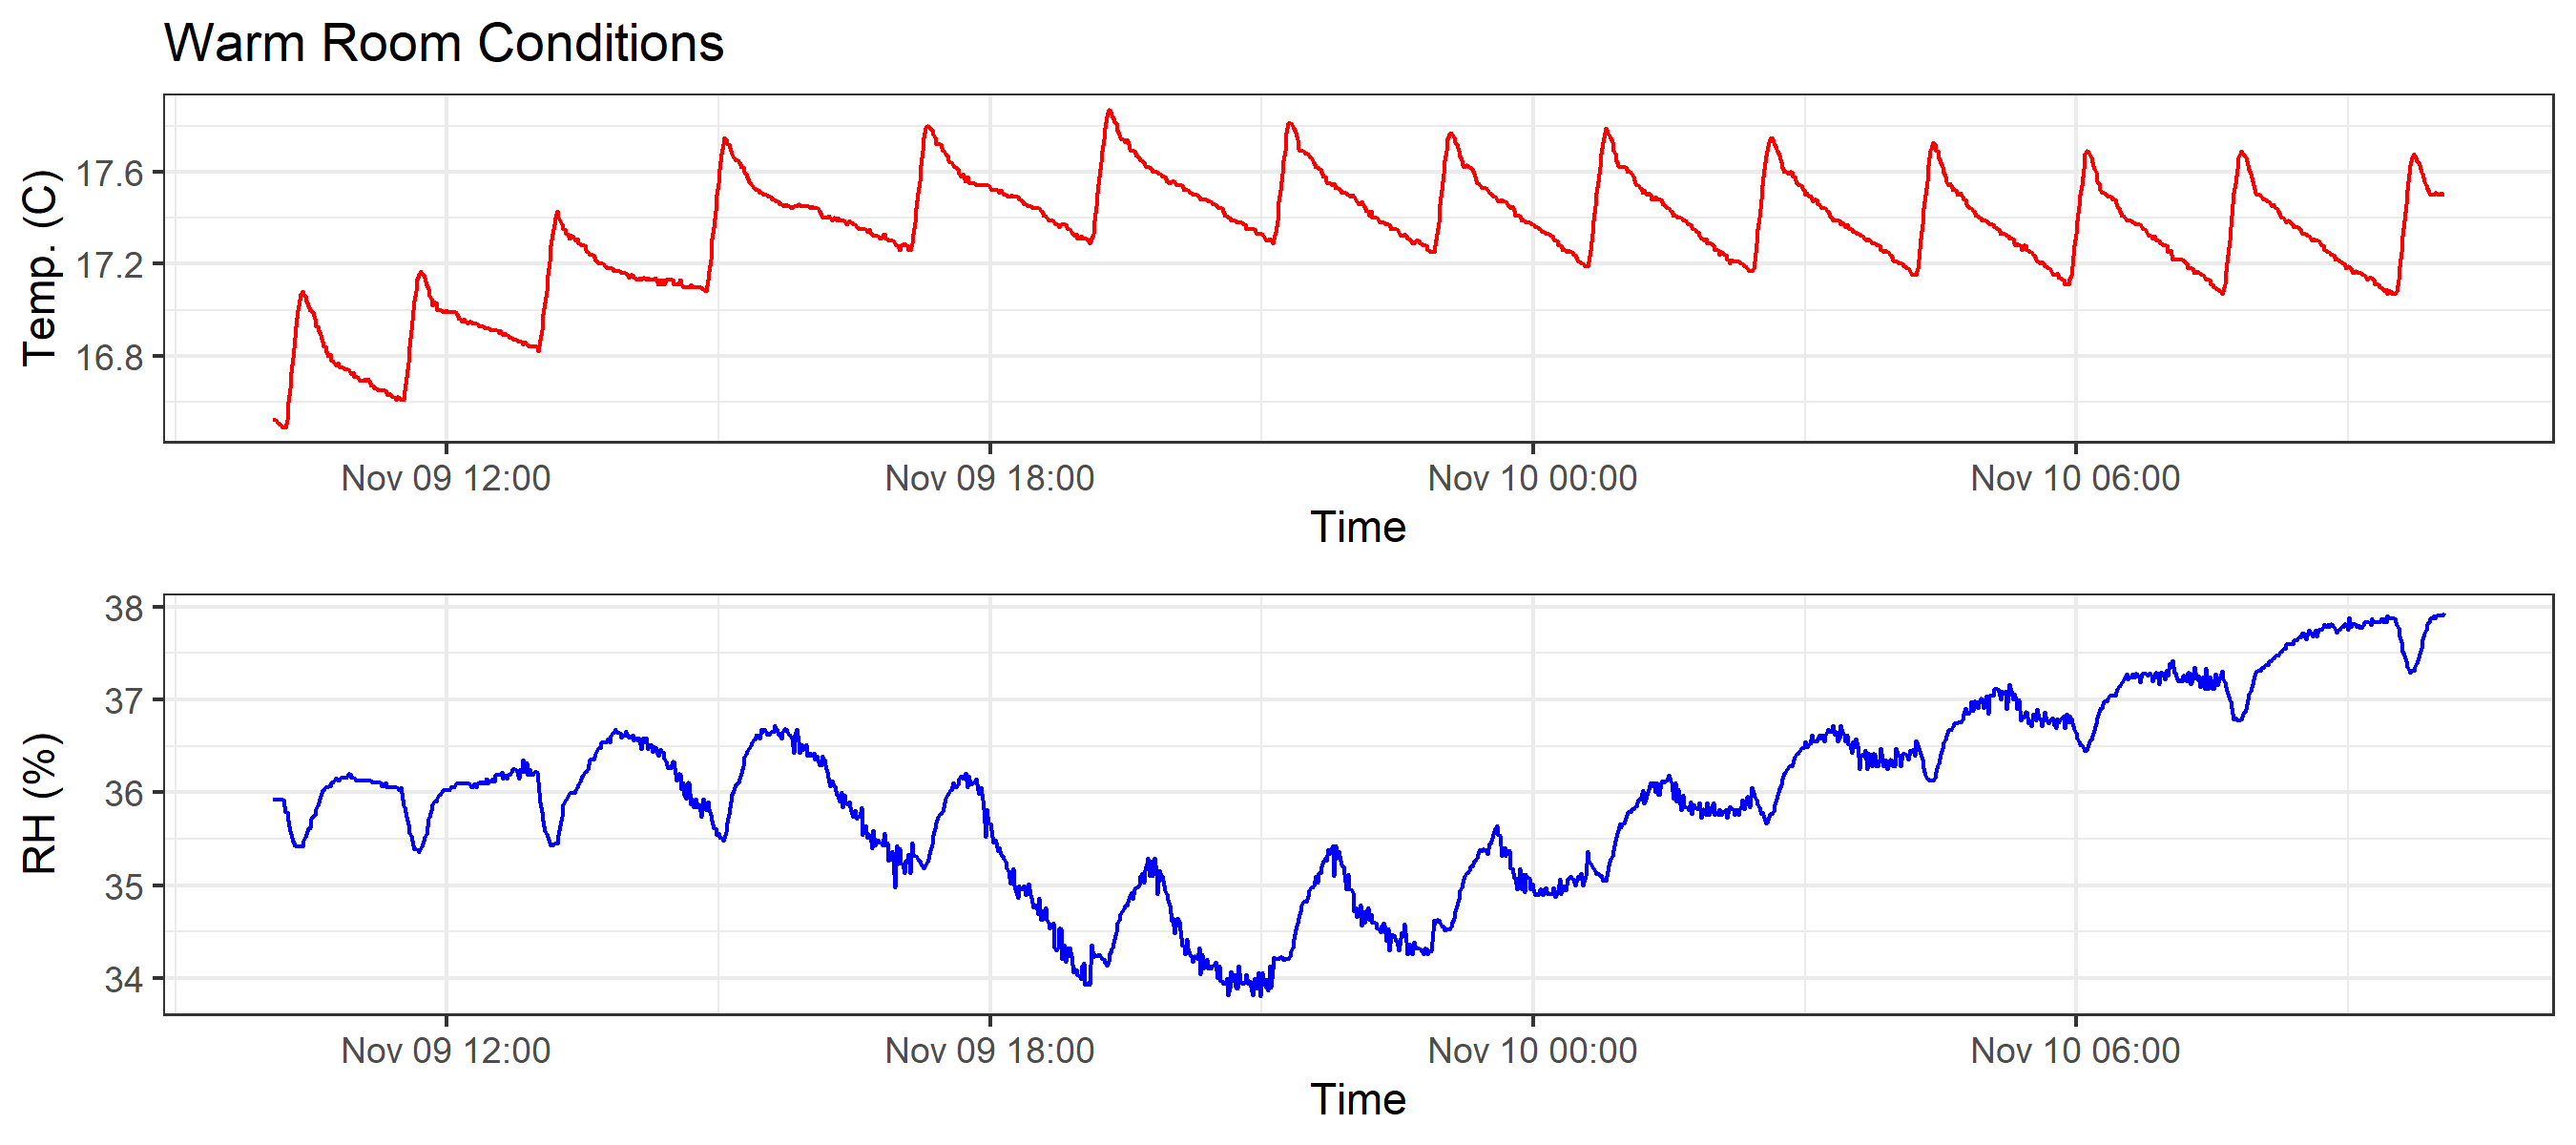 Warm Room Conditions
Temp. (C)
17.6
17.2
16.8
Nov 09 12:00 Nov 09 18:00 Nov 10 00:00 Nov 10 06:00
Time
RH (%)
38
37
36
35
34
Nov 09 12:00 Nov 09 18:00 Nov 10 00:00 Nov 10 06:00
Time